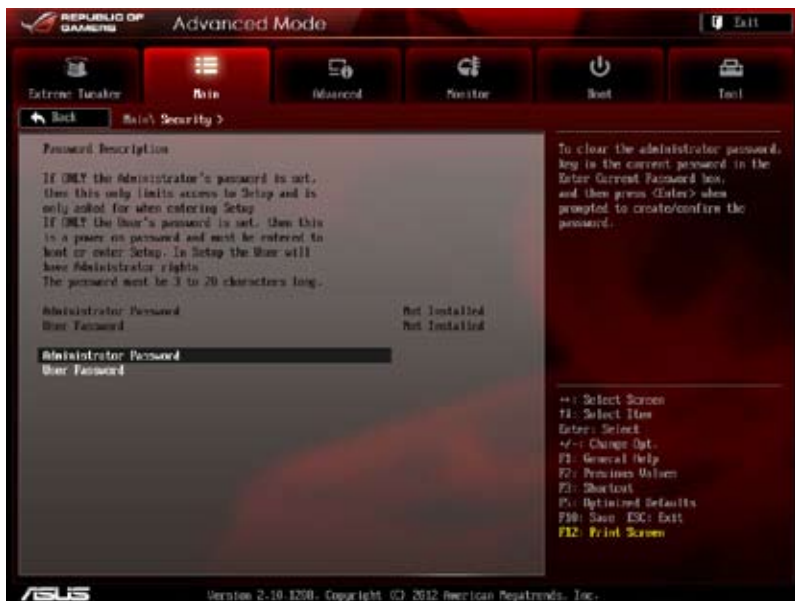 REPUBLIC OF
GAMERS
Advanced Mode
Exit
Extreme Tweaker
Main
Advanced
Monitor
Boot
Tool
Back
Main\ Security >
Password Description
If ONLY the Administrator's password is set,
then this only limits access to Setup and is
only asked for when entering Setup
If ONLY the User's password is set, then this
is a power on password and must be entered to
boot or enter Setup. In Setup the User will
have Administrator rights
The password must be 3 to 20 characters long.
Administrator Password Not Installed
User Password Not Installed
Administrator Password
User Password
To clear the administrator password,
key in the current password in the
Enter Current Password box,
and then press <Enter> when
prompted to create/confirm the
password.
→←: Select Screen
↑↓: Select Item
Enter: Select
+/-: Change Opt.
F1: General Help
F2: Previous Values
F3: Shortcut
F5: Optimized Defaults
F10: Save ESC: Exit
F12: Print Screen
ASUS
Version 2.10.1208. Copyright (C) 2012 American Megatrends, Inc.